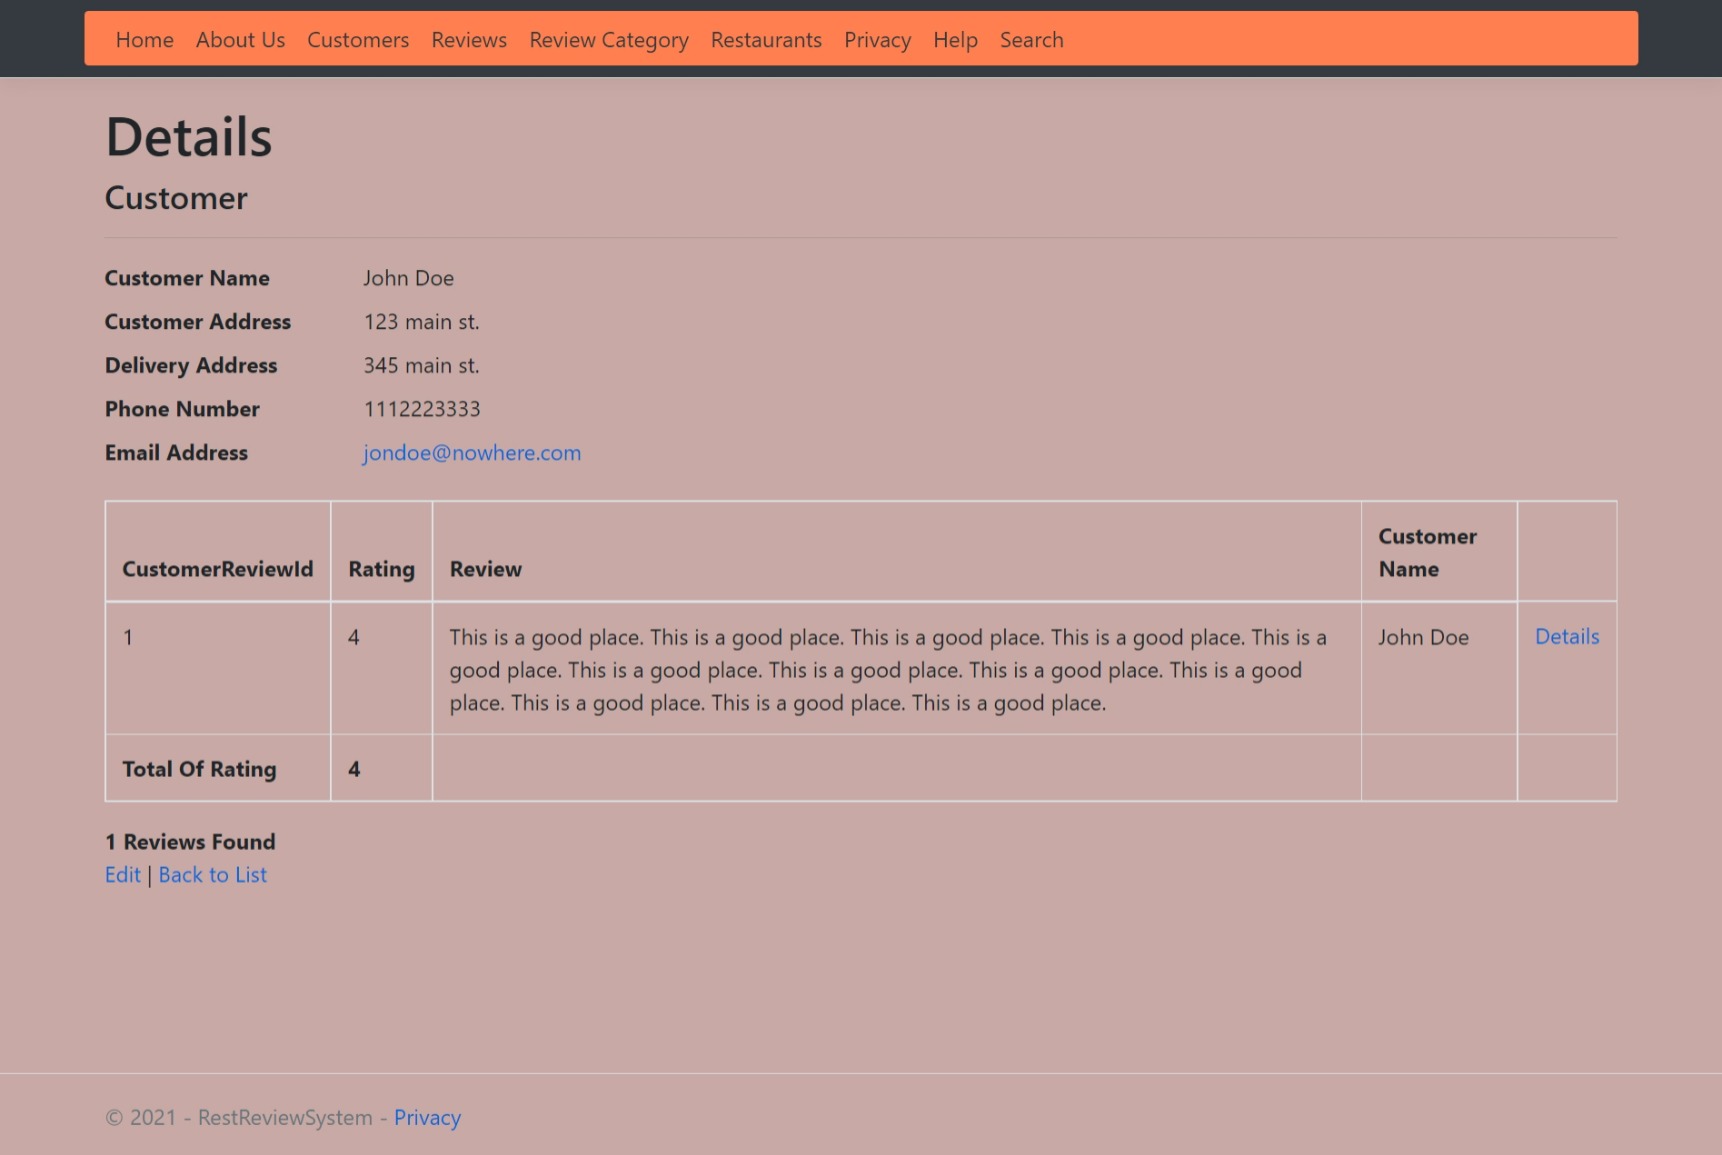 Home About Us Customers Reviews Review Category Restaurants Privacy Help Search
Details
Customer
Customer Name John Doe
Customer Address 123 main st.
Delivery Address 345 main st.
Phone Number 1112223333
Email Address jondoe@nowhere.com
CustomerReviewId Rating Review Customer Name
1 4 This is a good place. This is a good place. This is a good place. This is a good place. This is a
good place. This is a good place. This is a good place. This is a good place. This is a good
place. This is a good place. This is a good place. This is a good place. John Doe Details
Total Of Rating 4
1 Reviews Found
Edit | Back to List
© 2021 - RestReviewSystem - Privacy